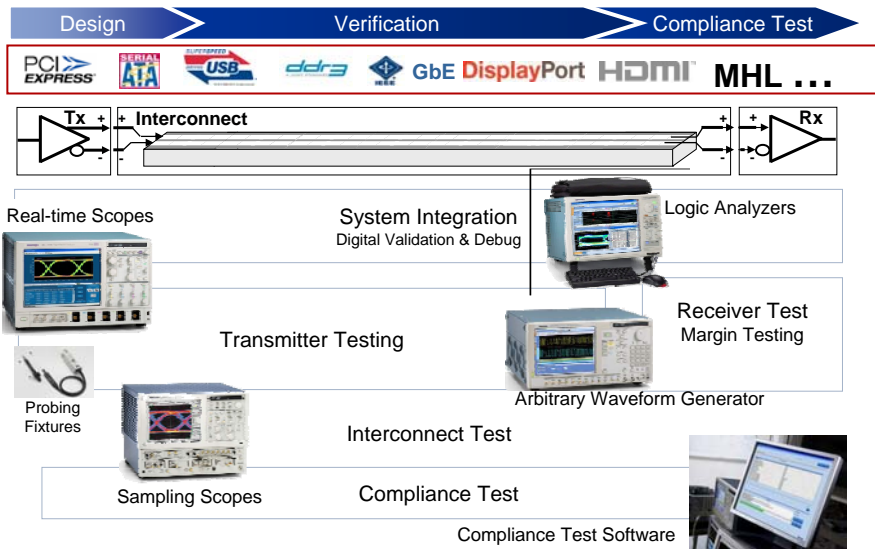 Design
Verification
Compliance Test
PCI EXPRESS
SERIAL ATA
SUPERSPEED USB
ddr3
IEEE
GbE
DisplayPort
HDMI
MHL ...
Tx + +
Interconnect
+ + Rx
- -
- -
Real-time Scopes
System Integration
Digital Validation & Debug
Logic Analyzers
Transmitter Testing
Receiver Test
Margin Testing
Probing
Fixtures
Arbitrary Waveform Generator
Interconnect Test
Sampling Scopes
Compliance Test
Compliance Test Software